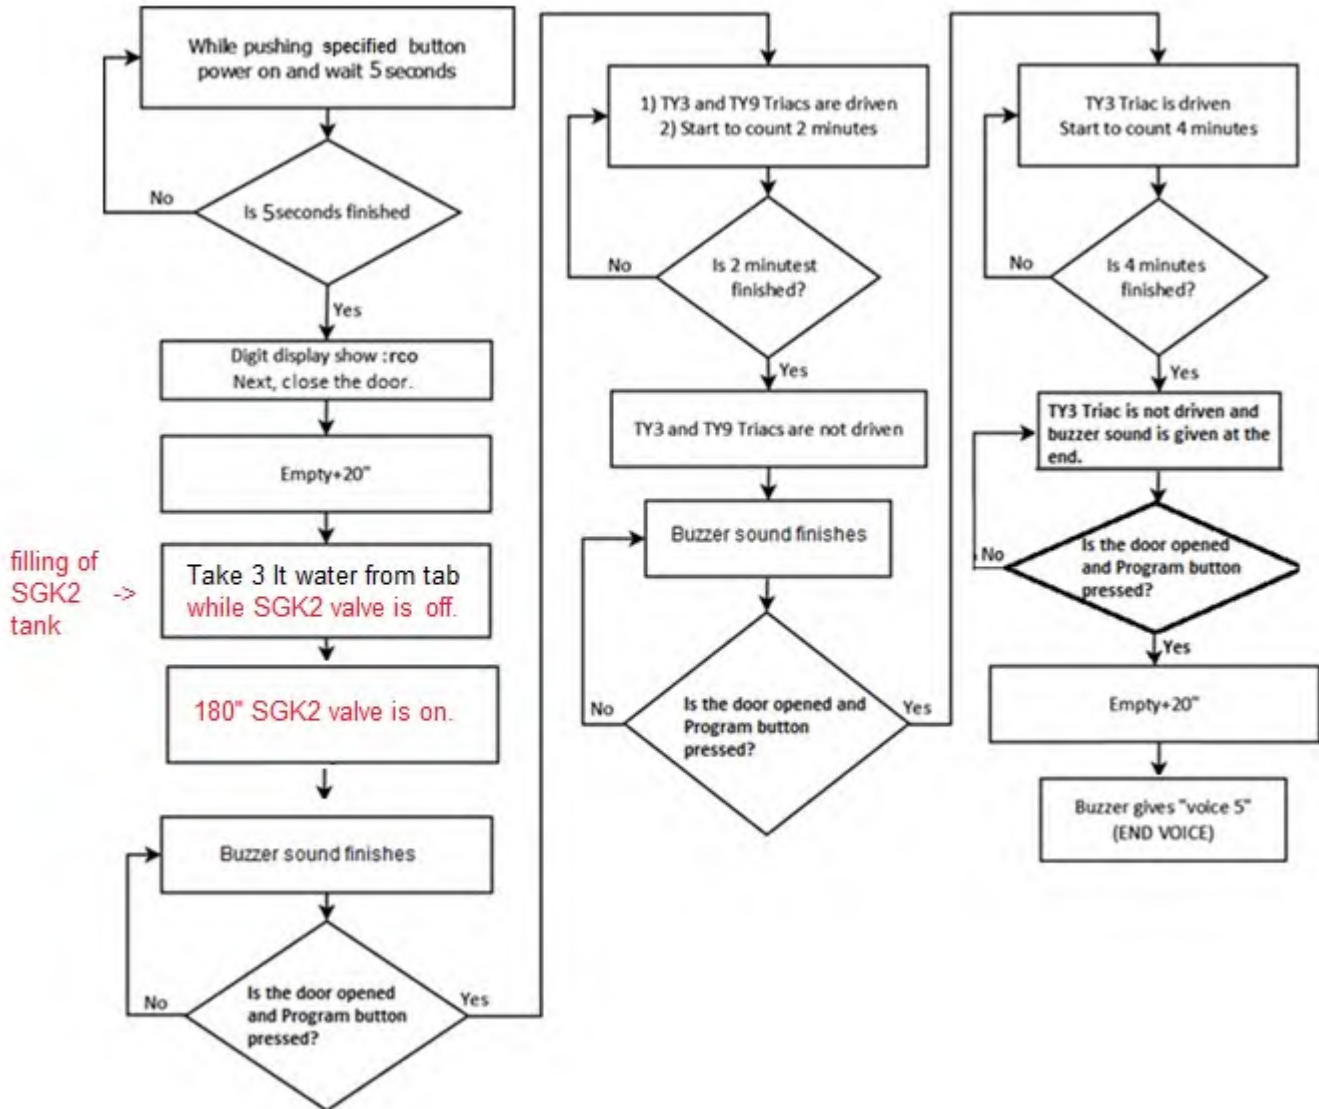 While pushing specified button
power on and wait 5 seconds
No
Is 5seconds finished
Yes
Digit display show :rco
Next, close the door.
Empty+20"
filling of
SGK2 ->
tank
Take 3 lt water from tab
while SGK2 valve is off.
180" SGK2 valve is on.
Buzzer sound finishes
No
Is the door opened
and Program button
pressed?
Yes
1) TY3 and TY9 Triacs are driven
2) Start to count 2 minutes
No
Is 2 minutest
finished?
Yes
TY3 and TY9 Triacs are not driven
Buzzer sound finishes
No
Is the door opened and
Program button
pressed?
Yes
TY3 Triac is driven
Start to count 4 minutes
No
Is 4 minutes
finished?
Yes
TY3 Triac is not driven and
buzzer sound is given at the
end.
No
Is the door opened
and Program button
pressed?
Yes
Empty+20"
Buzzer gives "voice 5"
(END VOICE)